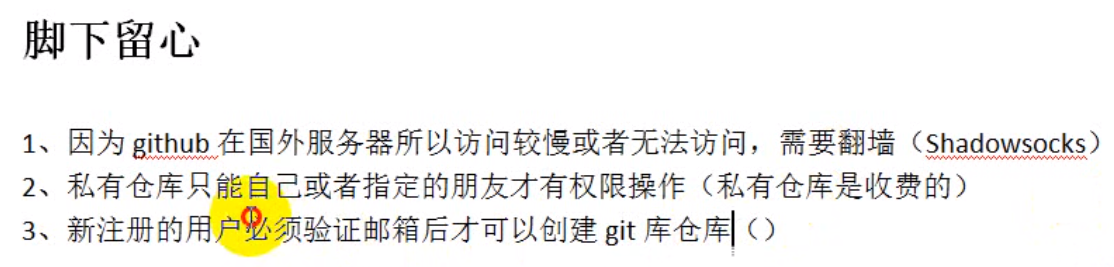 脚下留心
1、因为 github 在国外服务器所以访问较慢或者无法访问，需要翻墙（Shadowsocks）
2、私有仓库只能自己或者指定的朋友才有权限操作（私有仓库是收费的）
3、新注册的用户必须验证邮箱后才可以创建 git 库仓库（）